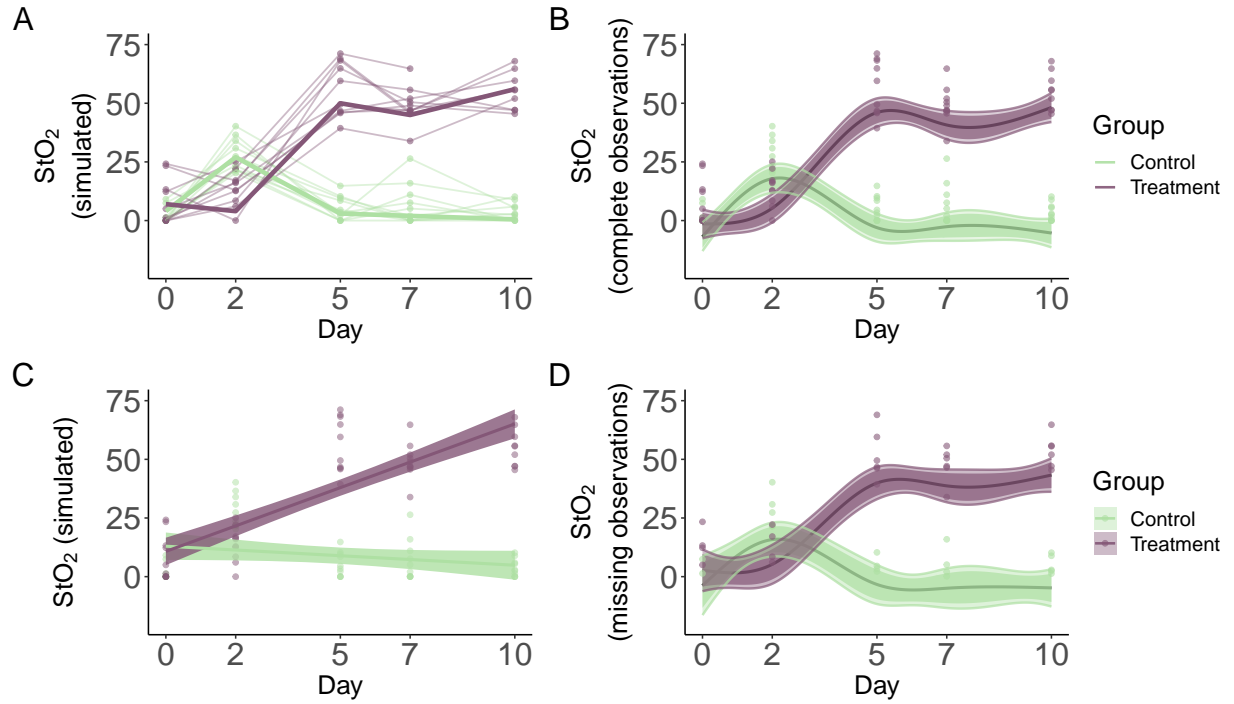 A
75
50
25
0
StO₂
(simulated)
0 2 5 7 10
Day
B
75
50
25
0
StO₂
(complete observations)
0 2 5 7 10
Day
Group
Control
Treatment
C
75
50
25
0
StO₂ (simulated)
0 2 5 7 10
Day
D
75
50
25
0
StO₂
(missing observations)
0 2 5 7 10
Day
Group
Control
Treatment